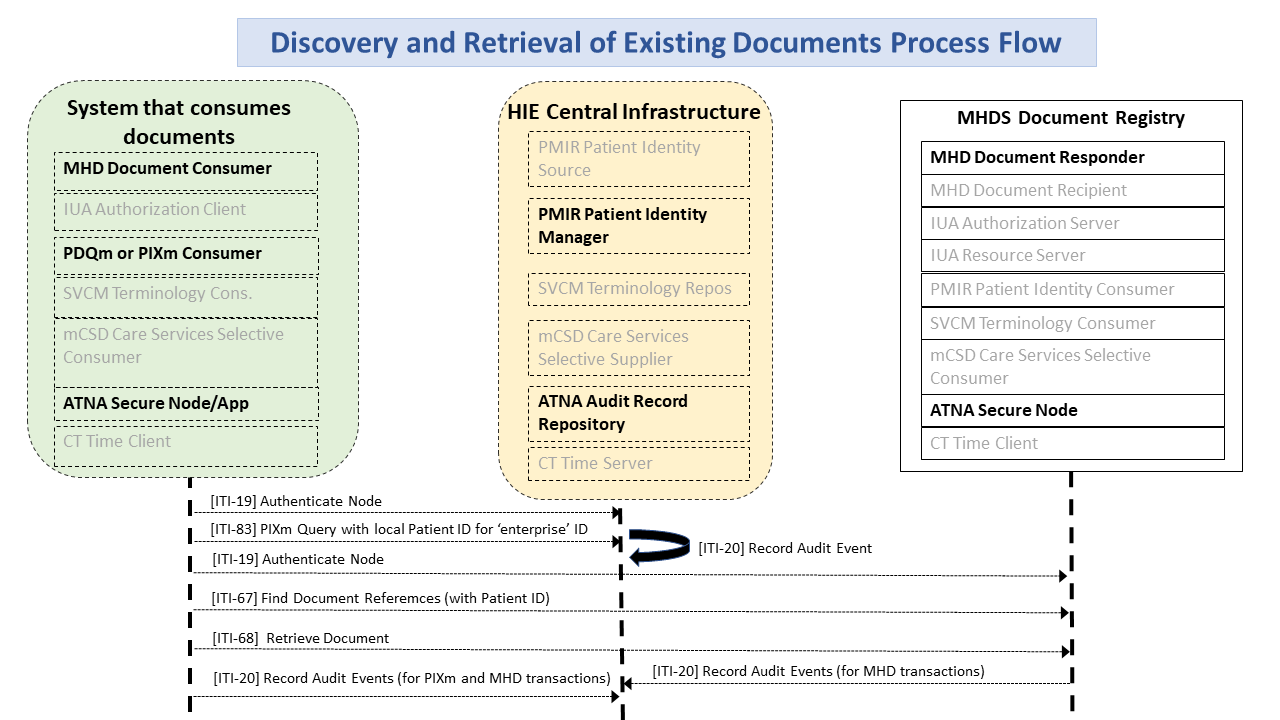 Discovery and Retrieval of Existing Documents Process Flow
System that consumes
documents
MHD Document Consumer
IUA Authorization Client
PDQm or PIXm Consumer
SVCM Terminology Cons.
mCSD Care Services Selective
Consumer
ATNA Secure Node/App
CT Time Client
HIE Central Infrastructure
PMIR Patient Identity
Source
PMIR Patient Identity
Manager
SVCM Terminology Repos
mCSD Care Services
Selective Supplier
ATNA Audit Record
Repository
CT Time Server
MHDS Document Registry
MHD Document Responder
MHD Document Recipient
IUA Authorization Server
IUA Resource Server
PMIR Patient Identity Consumer
SVCM Terminology Consumer
mCSD Care Services Selective
Consumer
ATNA Secure Node
CT Time Client
[ITI-19] Authenticate Node
[ITI-83] PIXm Query with local Patient ID for ‘enterprise’ ID
[ITI-20] Record Audit Event
[ITI-19] Authenticate Node
[ITI-67] Find Document Referemces (with Patient ID)
[ITI-68] Retrieve Document
[ITI-20] Record Audit Events (for PIXm and MHD transactions)
[ITI-20] Record Audit Events (for MHD transactions)